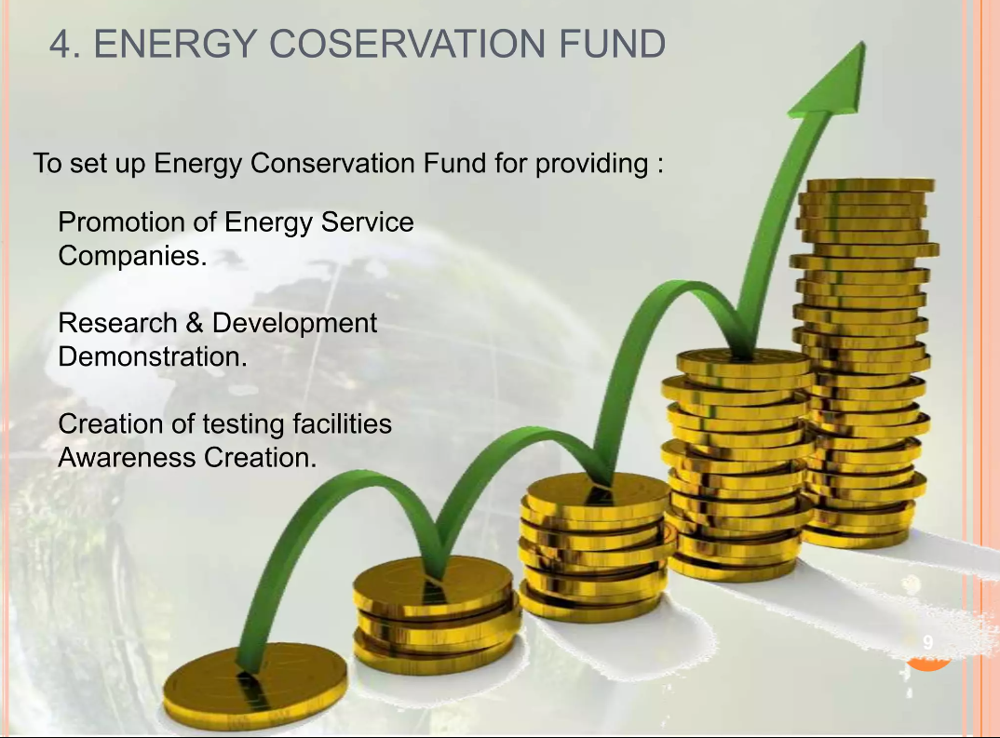 4. ENERGY COSERVATION FUND
To set up Energy Conservation Fund for providing :
Promotion of Energy Service
Companies.
Research & Development
Demonstration.
Creation of testing facilities
Awareness Creation.
9